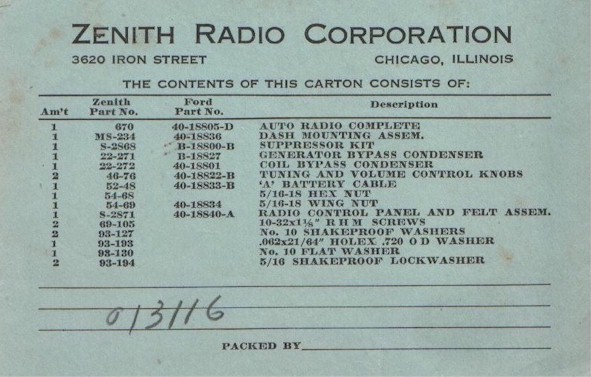 ZENITH RADIO CORPORATION
3620 IRON STREET CHICAGO, ILLINOIS
THE CONTENTS OF THIS CARTON CONSISTS OF:
Am't Zenith Part No. Ford Part No. Description
1 670 40-18805-D AUTO RADIO COMPLETE
1 MS-234 40-18836 DASH MOUNTING ASSEM.
1 S-2868 B-18800-B SUPPRESSOR KIT
1 22-271 B-18827 GENERATOR BYPASS CONDENSER
1 22-272 40-18801 COIL BYPASS CONDENSER
2 46-76 40-18822-B TUNING AND VOLUME CONTROL KNOBS
1 52-48 40-18833-B 'A' BATTERY CABLE
1 54-68 5/16-18 HEX NUT
1 54-69 40-18834 5/16-18 WING NUT
1 S-2871 40-18840-A RADIO CONTROL PANEL AND FELT ASSEM.
2 69-105 10-32x1⅛" R H M SCREWS
2 93-127 No. 10 SHAKEPROOF WASHERS
1 93-193 .062x21/64" HOLEX .720 O D WASHER
1 93-130 No. 10 FLAT WASHER
2 93-194 5/16 SHAKEPROOF LOCKWASHER
013116
PACKED BY